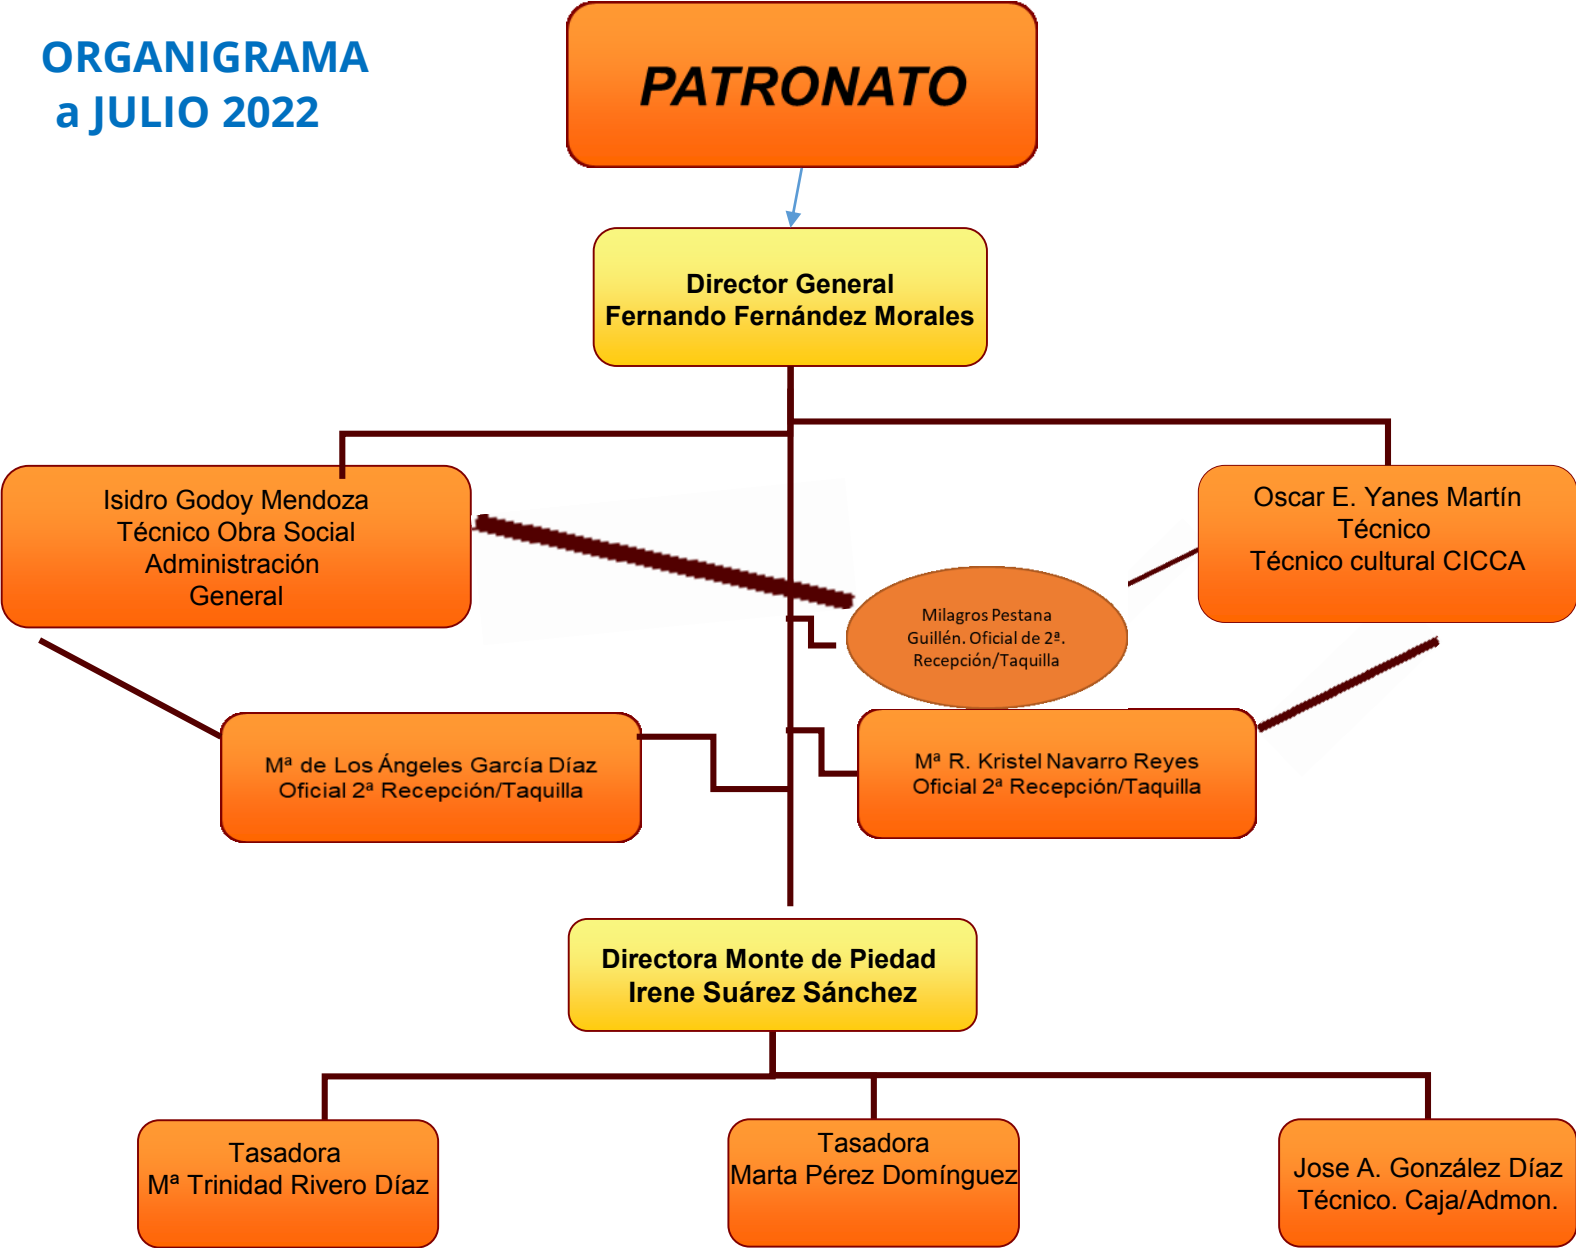 ORGANIGRAMA
a JULIO 2022
PATRONATO
Director General
Fernando Fernández Morales
Isidro Godoy Mendoza
Técnico Obra Social
Administración
General
Oscar E. Yanes Martín
Técnico
Técnico cultural CICCA
Milagros Pestana
Guillén. Oficial de 2ª.
Recepción/Taquilla
Mª de Los Ángeles García Díaz
Oficial 2ª Recepción/Taquilla
Mª R. Kristel Navarro Reyes
Oficial 2ª Recepción/Taquilla
Directora Monte de Piedad
Irene Suárez Sánchez
Tasadora
Mª Trinidad Rivero Díaz
Tasadora
Marta Pérez Domínguez
Jose A. González Díaz
Técnico. Caja/Admon.